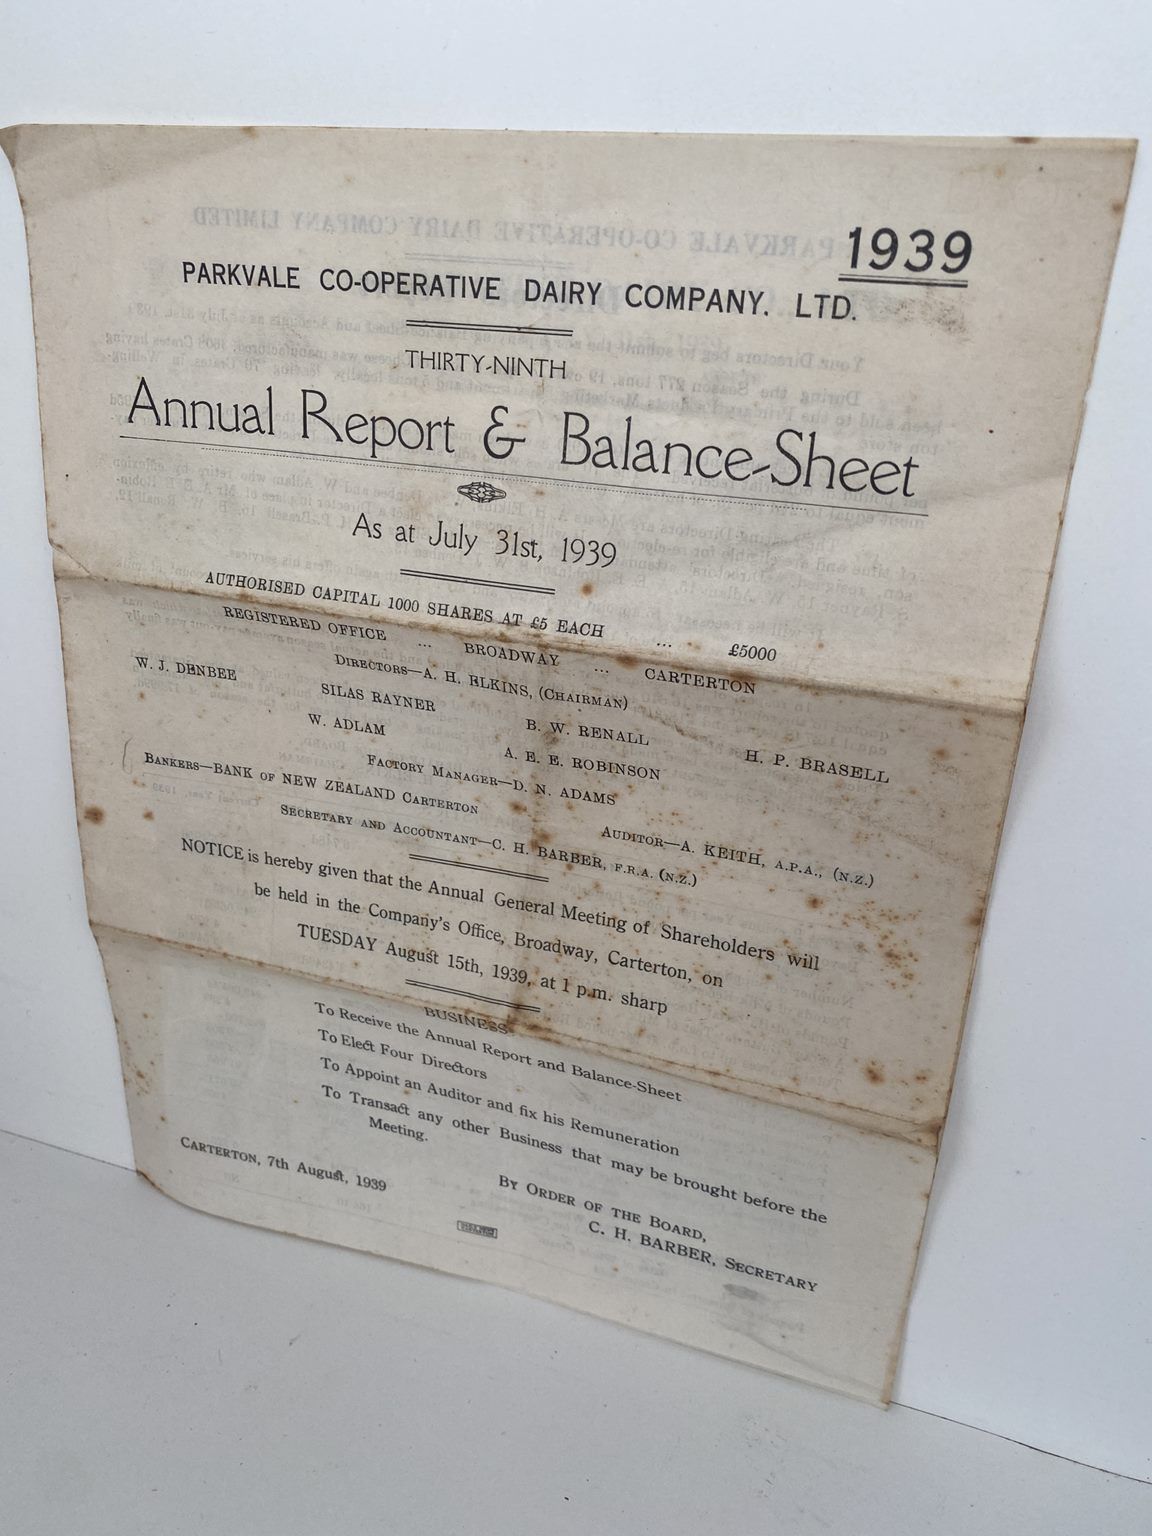 1939
PARKVALE CO-OPERATIVE DAIRY COMPANY. LTD.
THIRTY-NINTH
Annual Report & Balance-Sheet
As at July 31st, 1939
AUTHORISED CAPITAL 1000 SHARES AT £5 EACH ... £5000
REGISTERED OFFICE ... BROADWAY ... CARTERTON
DIRECTORS—A. H. ELKINS, (CHAIRMAN)
W. J. DENBEE SILAS RAYNER B. W. RENALL H. P. BRASELL
W. ADLAM A. E. E. ROBINSON
FACTORY MANAGER—D. N. ADAMS
BANKERS—BANK OF NEW ZEALAND CARTERTON AUDITOR—A. KEITH, A.P.A., (N.Z.)
SECRETARY AND ACCOUNTANT—C. H. BARBER, F.R.A. (N.Z.)
NOTICE is hereby given that the Annual General Meeting of Shareholders will
be held in the Company's Office, Broadway, Carterton, on
TUESDAY August 15th, 1939, at 1 p.m. sharp
BUSINESS
To Receive the Annual Report and Balance-Sheet
To Elect Four Directors
To Appoint an Auditor and fix his Remuneration
To Transact any other Business that may be brought before the
Meeting.
CARTERTON, 7th August, 1939
BY ORDER OF THE BOARD,
C. H. BARBER, SECRETARY